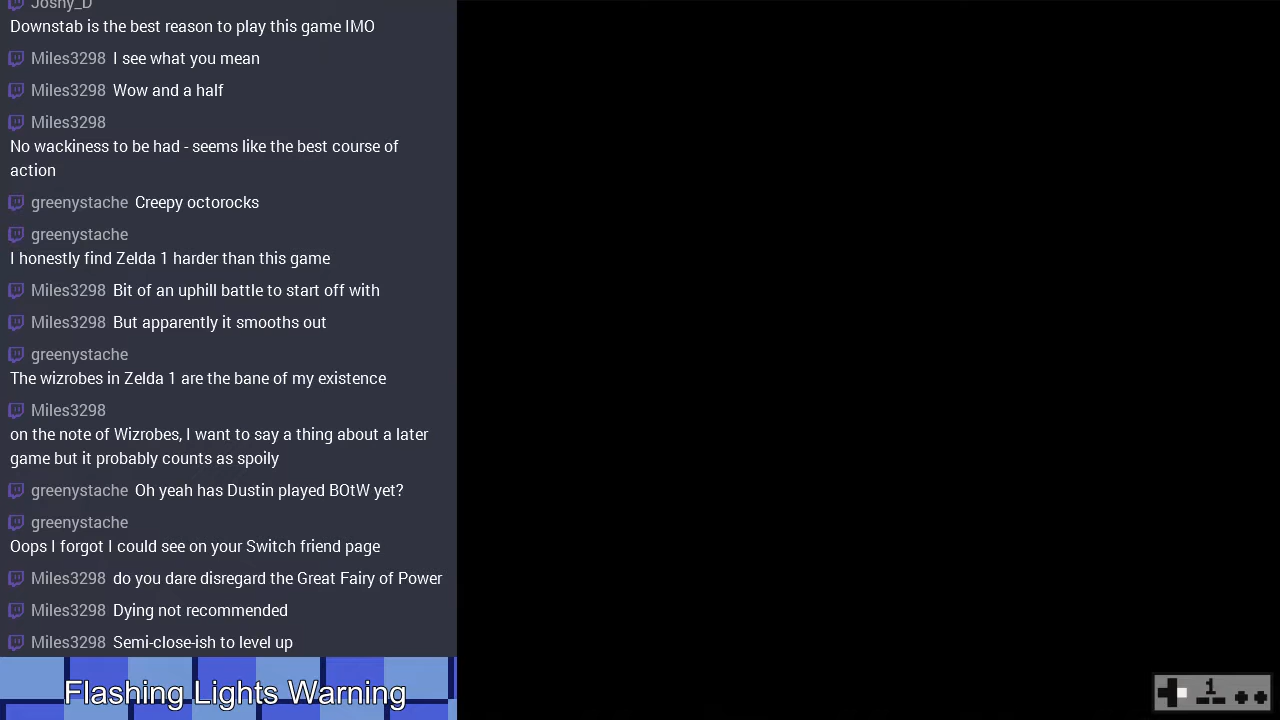 Joshy_D
Downstab is the best reason to play this game IMO
Miles3298 I see what you mean
Miles3298 Wow and a half
Miles3298
No wackiness to be had - seems like the best course of
action
greenystache Creepy octorocks
greenystache
I honestly find Zelda 1 harder than this game
Miles3298 Bit of an uphill battle to start off with
Miles3298 But apparently it smooths out
greenystache
The wizrobes in Zelda 1 are the bane of my existence
Miles3298
on the note of Wizrobes, I want to say a thing about a later
game but it probably counts as spoily
greenystache Oh yeah has Dustin played BOtW yet?
greenystache
Oops I forgot I could see on your Switch friend page
Miles3298 do you dare disregard the Great Fairy of Power
Miles3298 Dying not recommended
Miles3298 Semi-close-ish to level up
Flashing Lights Warning
1